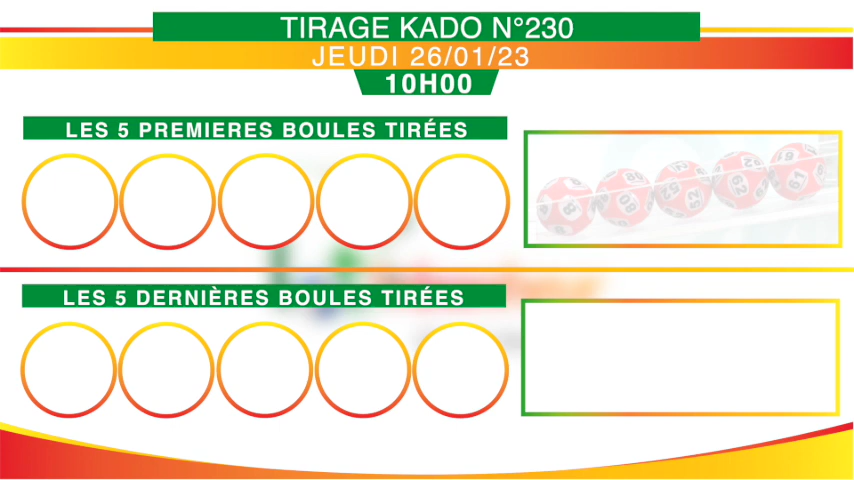 TIRAGE KADO N°230
JEUDI 26/01/23
10H00
LES 5 PREMIERES BOULES TIRÉES
LES 5 DERNIÈRES BOULES TIRÉES